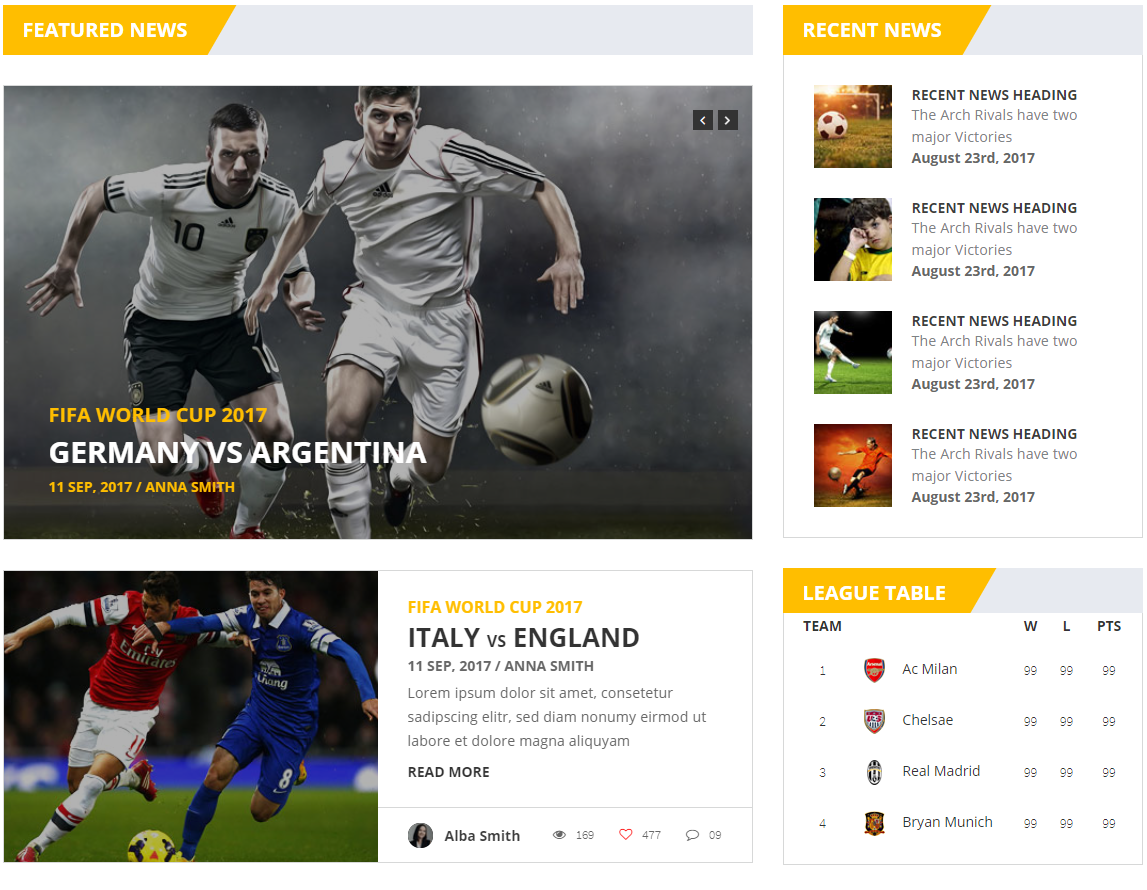 FEATURED NEWS
10
10
FIFA WORLD CUP 2017
GERMANY VS ARGENTINA
11 SEP, 2017 / ANNA SMITH
Emirates
Chang
11
8
FIFA WORLD CUP 2017
ITALY VS ENGLAND
11 SEP, 2017 / ANNA SMITH
Lorem ipsum dolor sit amet, consetetur
sadipscing elitr, sed diam nonumy eirmod ut
labore et dolore magna aliquyam
READ MORE
Alba Smith 169 477 09
RECENT NEWS
RECENT NEWS HEADING
The Arch Rivals have two
major Victories
August 23rd, 2017
RECENT NEWS HEADING
The Arch Rivals have two
major Victories
August 23rd, 2017
RECENT NEWS HEADING
The Arch Rivals have two
major Victories
August 23rd, 2017
RECENT NEWS HEADING
The Arch Rivals have two
major Victories
August 23rd, 2017
LEAGUE TABLE
TEAM W L PTS
1 Ac Milan 99 99 99
2 Chelsae 99 99 99
3 Real Madrid 99 99 99
4 Bryan Munich 99 99 99